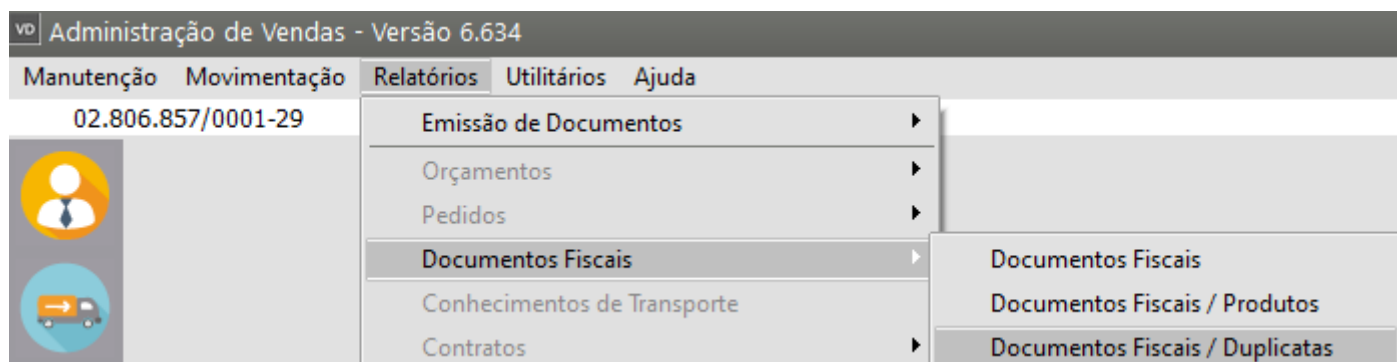 VD Administração de Vendas - Versão 6.634
Manutenção Movimentação Relatórios Utilitários Ajuda
02.806.857/0001-29
Emissão de Documentos
Orçamentos
Pedidos
Documentos Fiscais
Conhecimentos de Transporte
Contratos
Documentos Fiscais
Documentos Fiscais / Produtos
Documentos Fiscais / Duplicatas